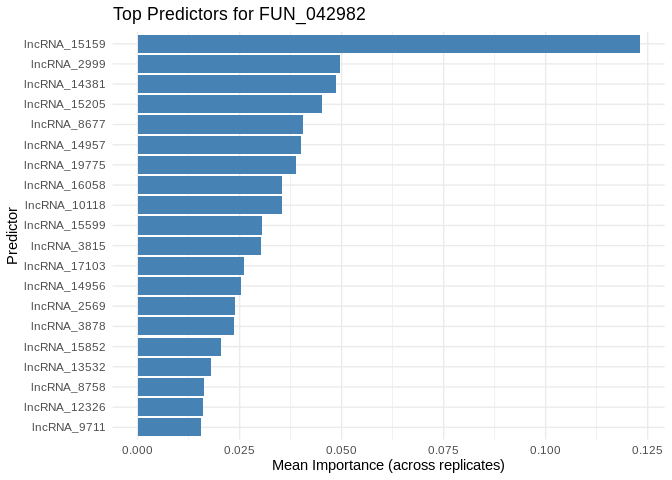 Top Predictors for FUN_042982
lncRNA_15159
lncRNA_2999
lncRNA_14381
lncRNA_15205
lncRNA_8677
lncRNA_14957
lncRNA_19775
lncRNA_16058
lncRNA_10118
lncRNA_15599
lncRNA_3815
lncRNA_17103
lncRNA_14956
lncRNA_2569
lncRNA_3878
lncRNA_15852
lncRNA_13532
lncRNA_8758
lncRNA_12326
lncRNA_9711
Predictor
0.000 0.025 0.050 0.075 0.100 0.125
Mean Importance (across replicates)